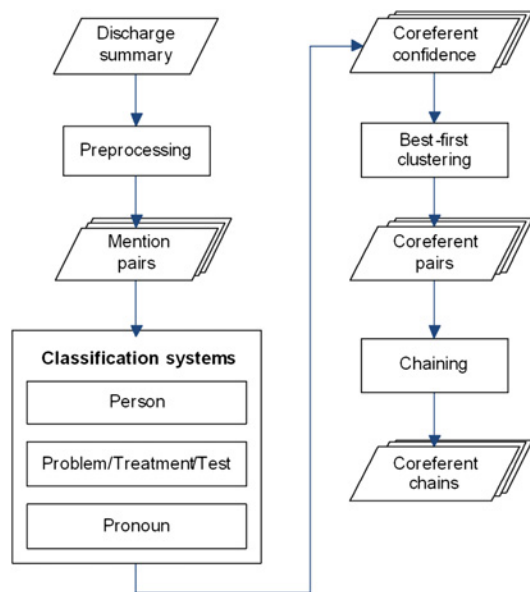 Discharge
summary
Preprocessing
Mention
pairs
Classification systems
Person
Problem/Treatment/Test
Pronoun
Coreferent
confidence
Best-first
clustering
Coreferent
pairs
Chaining
Coreferent
chains